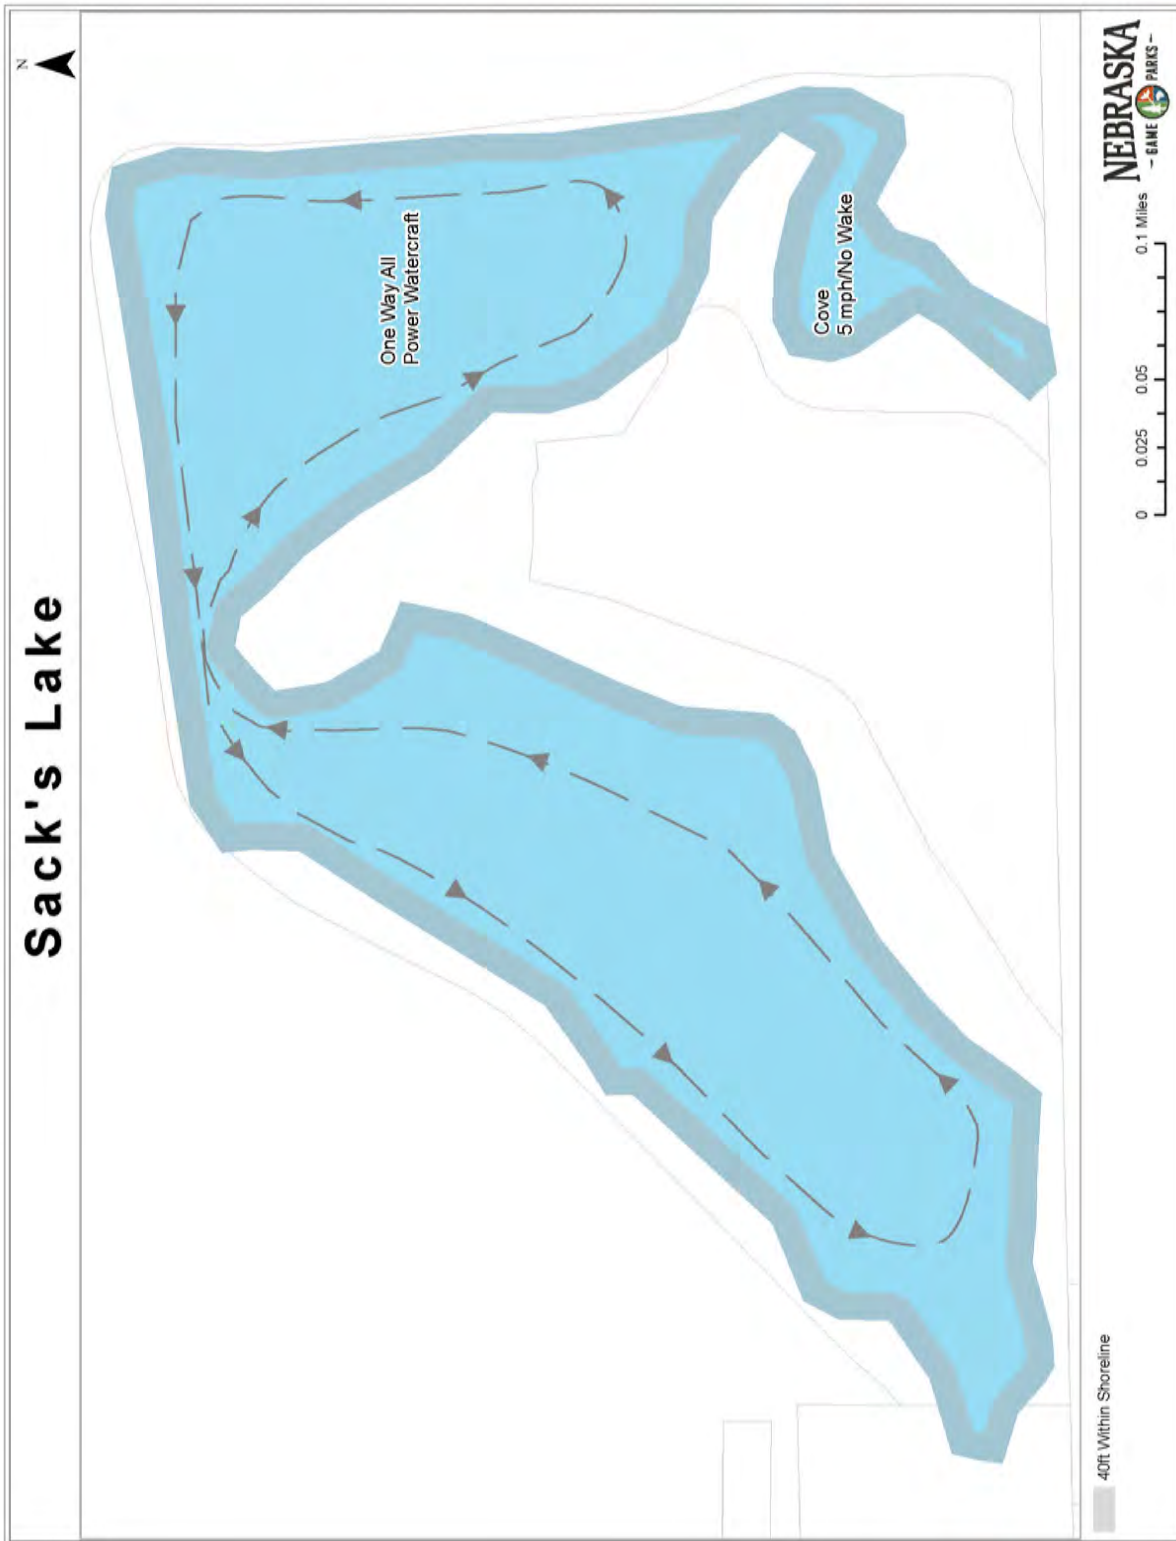 Sack's Lake
N
One Way All
Power Watercraft
Cove
5 mph/No Wake
40ft Within Shoreline
0 0.025 0.05 0.1 Miles
NEBRASKA
- GAME PARKS -